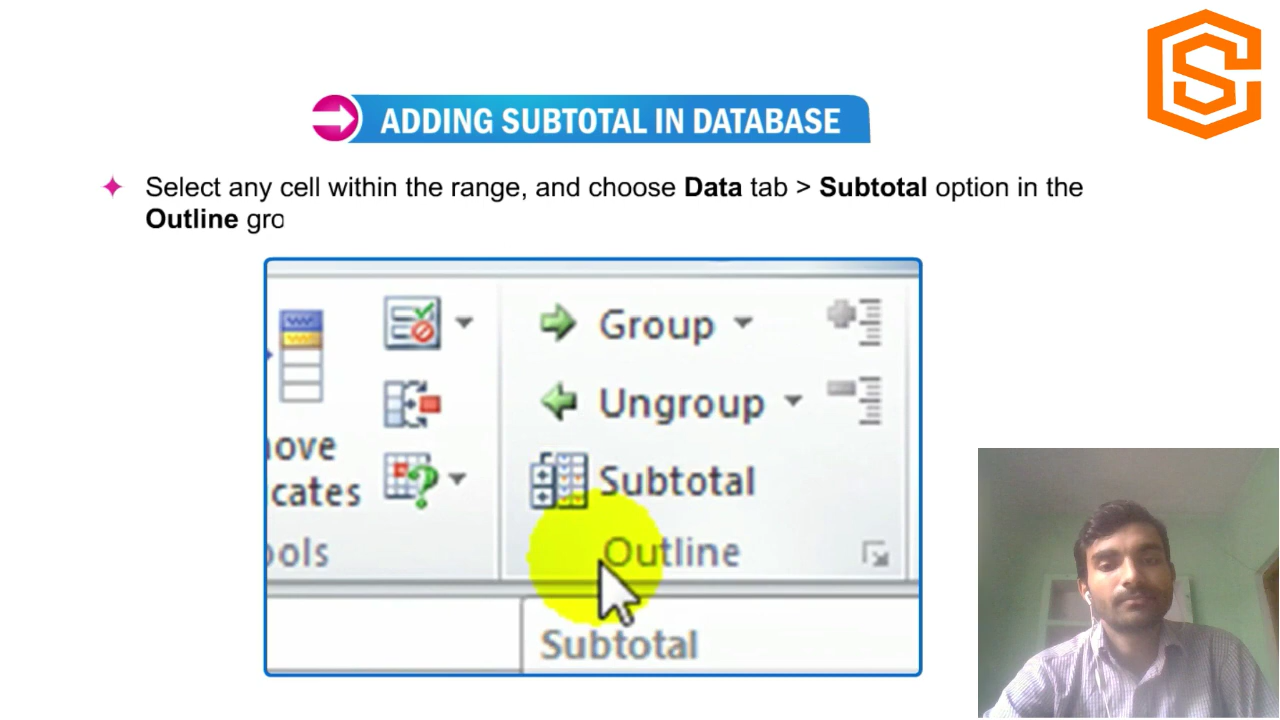 ADDING SUBTOTAL IN DATABASE
Select any cell within the range, and choose Data tab > Subtotal option in the
Outline gro
Group
Ungroup
ove
cates
Subtotal
ools
Outline
Subtotal